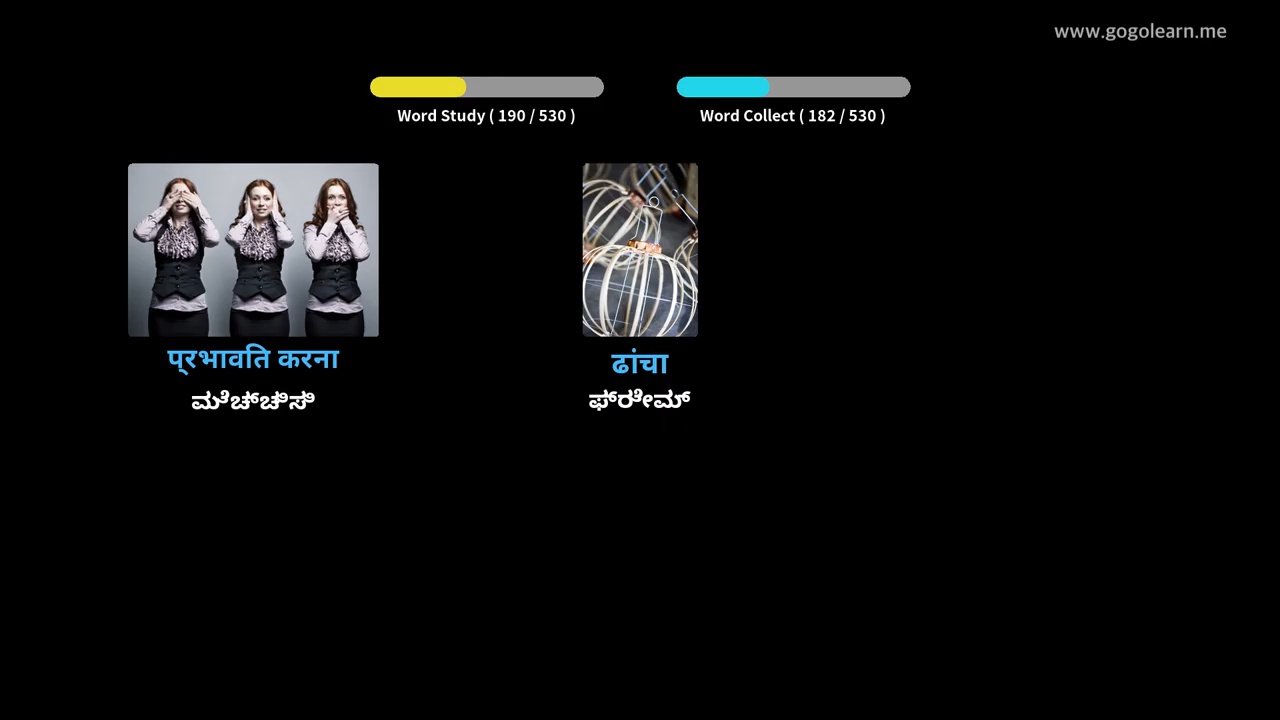 www.gogolearn.me
Word Study ( 190 / 530 )
Word Collect ( 182 / 530 )
प्रभावति करना
ढांचा
ಮೆಚ್ಚಿಸಿ
ಫ್ರೇಮ್